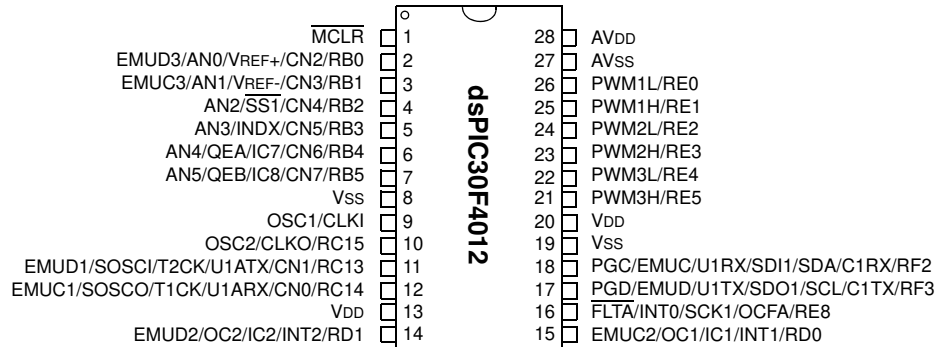 MCLR 1 28 AVDD
EMUD3/AN0/VREF+/CN2/RB0 2 27 AVSS
EMUC3/AN1/VREF-/CN3/RB1 3 26 PWM1L/RE0
AN2/SS1/CN4/RB2 4 25 PWM1H/RE1
AN3/INDX/CN5/RB3 5 24 PWM2L/RE2
AN4/QEA/IC7/CN6/RB4 6 23 PWM2H/RE3
AN5/QEB/IC8/CN7/RB5 7 22 PWM3L/RE4
VSS 8 21 PWM3H/RE5
OSC1/CLKI 9 20 VDD
OSC2/CLKO/RC15 10 19 VSS
EMUD1/SOSCI/T2CK/U1ATX/CN1/RC13 11 18 PGC/EMUC/U1RX/SDI1/SDA/C1RX/RF2
EMUC1/SOSCO/T1CK/U1ARX/CN0/RC14 12 17 PGD/EMUD/U1TX/SDO1/SCL/C1TX/RF3
VDD 13 16 FLTA/INT0/SCK1/OCFA/RE8
EMUD2/OC2/IC2/INT2/RD1 14 15 EMUC2/OC1/IC1/INT1/RD0
dsPIC30F4012